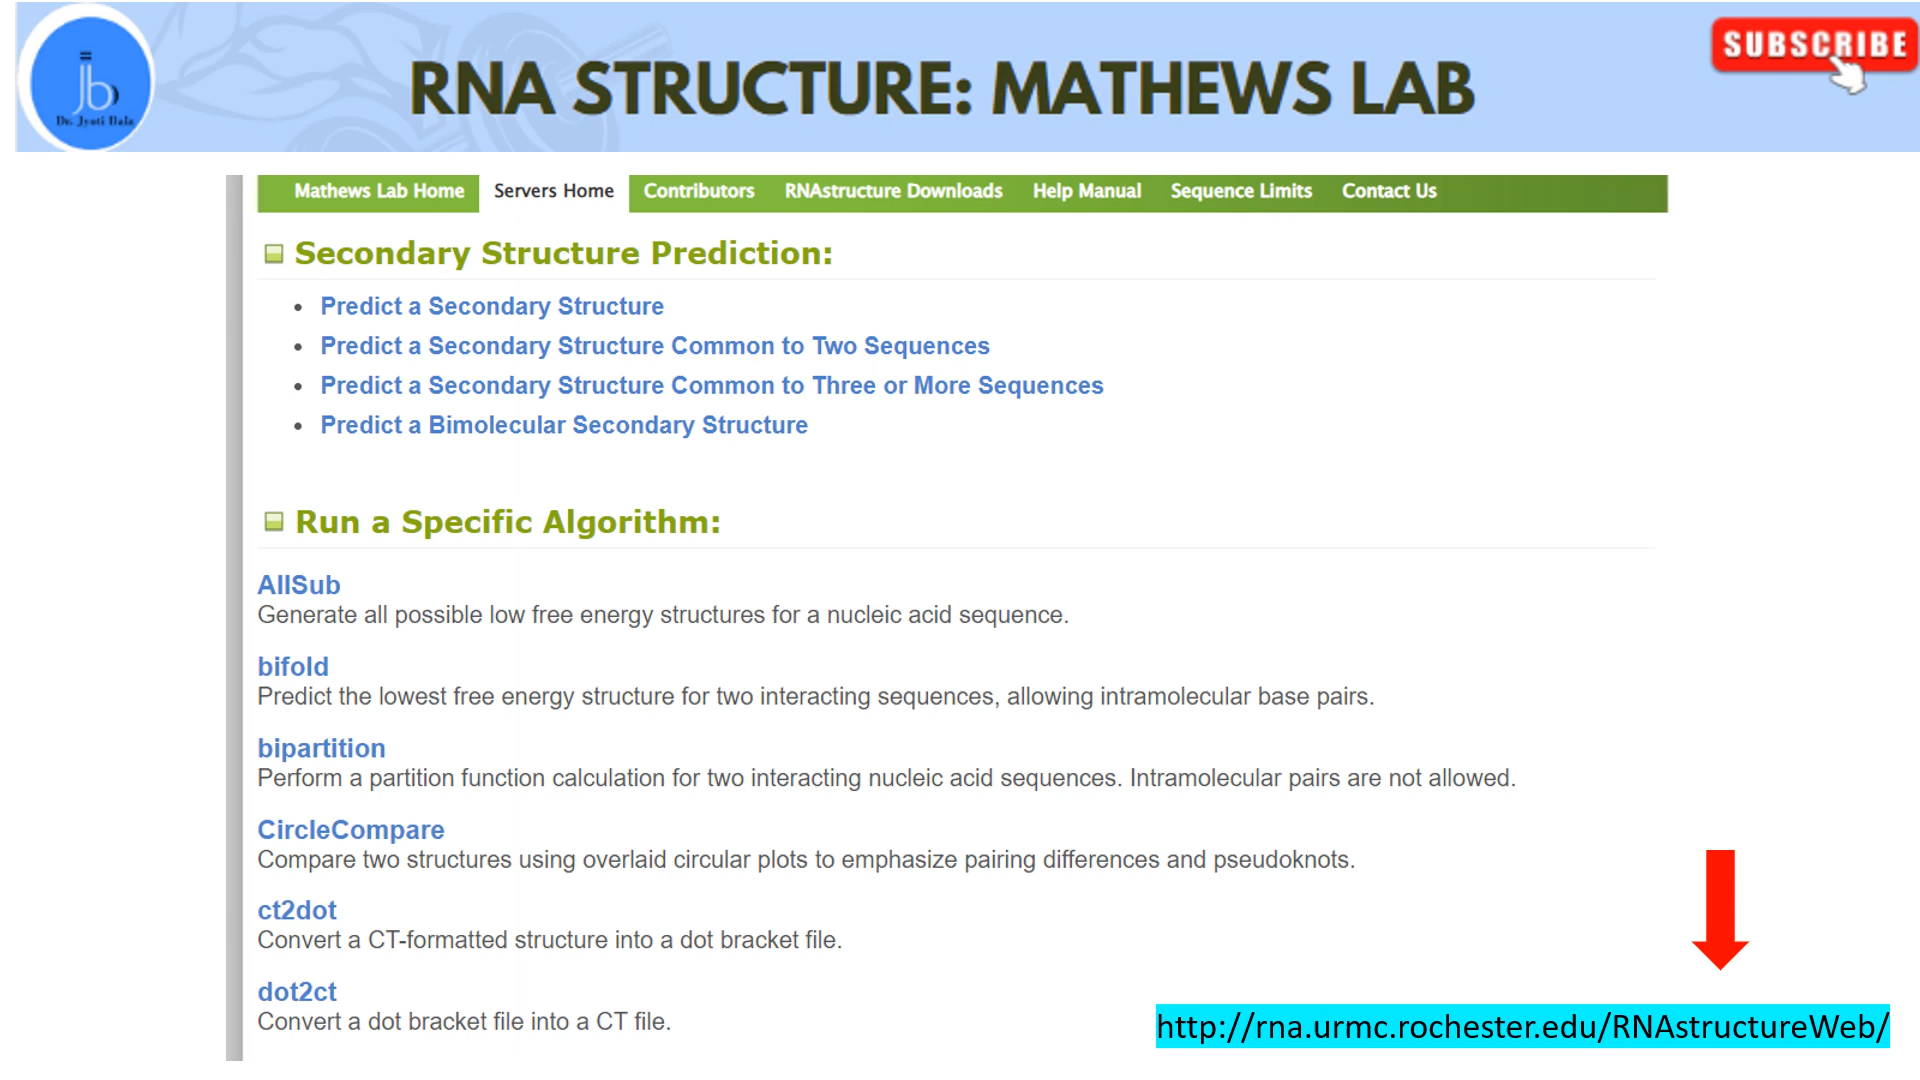 jb
Dr. Jyoti Bala
RNA STRUCTURE: MATHEWS LAB
SUBSCRIBE
Mathews Lab Home Servers Home Contributors RNAstructure Downloads Help Manual Sequence Limits Contact Us
Secondary Structure Prediction:
• Predict a Secondary Structure
• Predict a Secondary Structure Common to Two Sequences
• Predict a Secondary Structure Common to Three or More Sequences
• Predict a Bimolecular Secondary Structure
Run a Specific Algorithm:
AllSub
Generate all possible low free energy structures for a nucleic acid sequence.
bifold
Predict the lowest free energy structure for two interacting sequences, allowing intramolecular base pairs.
bipartition
Perform a partition function calculation for two interacting nucleic acid sequences. Intramolecular pairs are not allowed.
CircleCompare
Compare two structures using overlaid circular plots to emphasize pairing differences and pseudoknots.
ct2dot
Convert a CT-formatted structure into a dot bracket file.
dot2ct
Convert a dot bracket file into a CT file.
http://rna.urmc.rochester.edu/RNAstructureWeb/